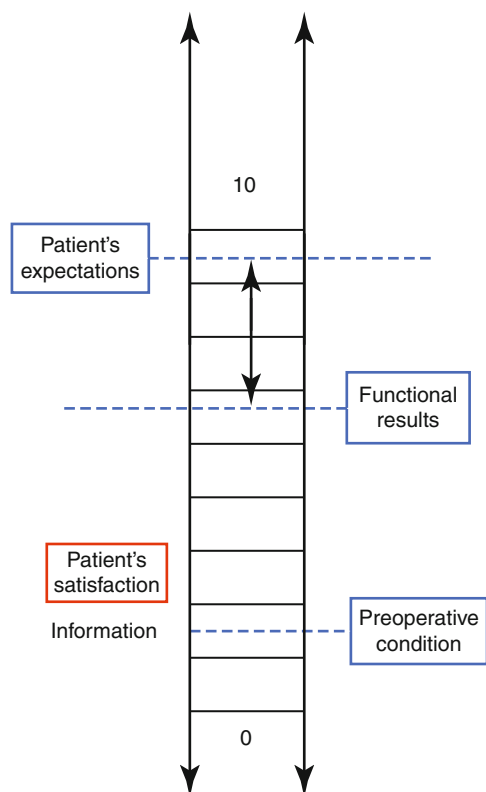 10
Patient's
expectations
Functional
results
Patient's
satisfaction
Information
Preoperative
condition
0